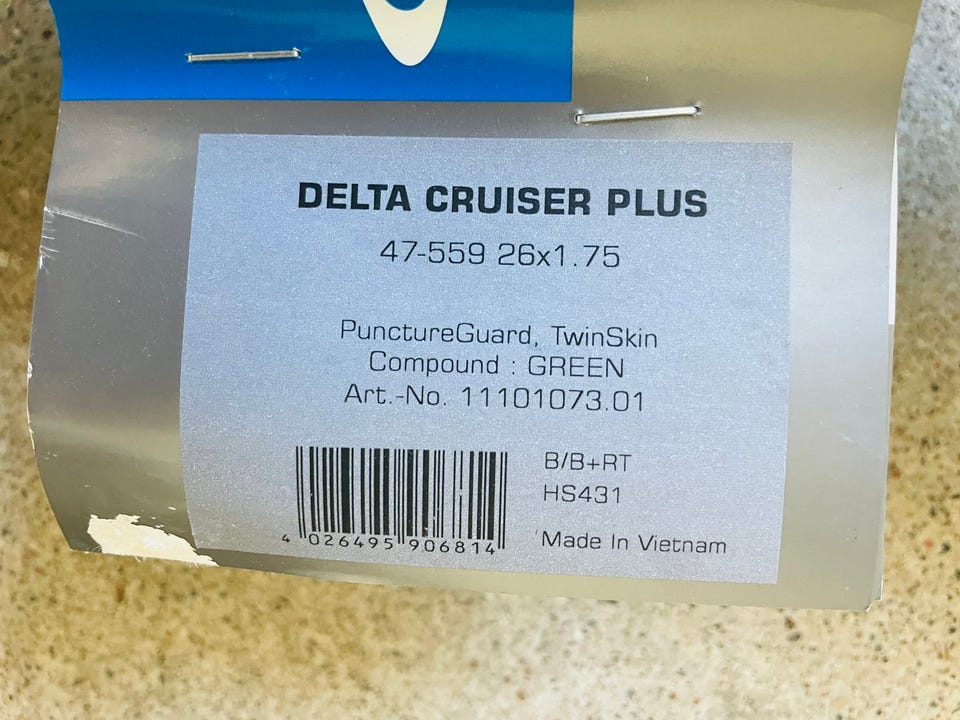 DELTA CRUISER PLUS
47-559 26x1.75
PunctureGuard, TwinSkin
Compound : GREEN
Art.-No. 11101073.01
B/B+RT
HS431
4 026495 906814
Made In Vietnam